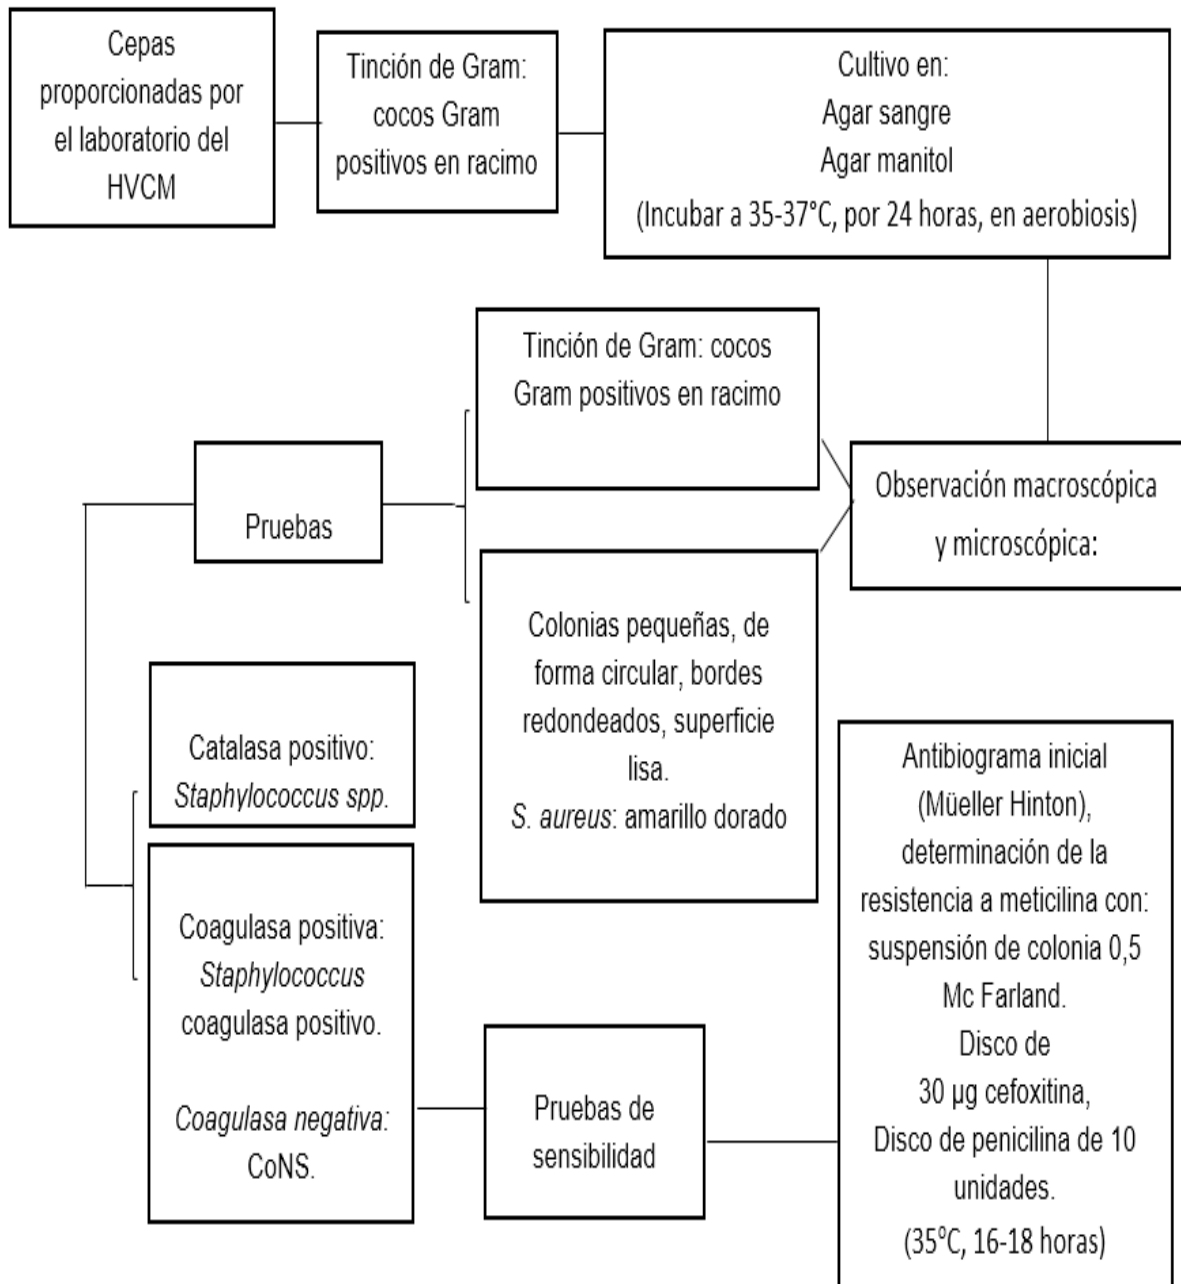 Cepas
proporcionadas por
el laboratorio del
HVCM
Tinción de Gram:
cocos Gram
positivos en racimo
Cultivo en:
Agar sangre
Agar manitol
(Incubar a 35-37°C, por 24 horas, en aerobiosis)
Observación macroscópica
y microscópica:
Tinción de Gram: cocos
Gram positivos en racimo
Colonias pequeñas, de
forma circular, bordes
redondeados, superficie
lisa.
S. aureus: amarillo dorado
Pruebas
Catalasa positivo:
Staphylococcus spp.
Coagulasa positiva:
Staphylococcus
coagulasa positivo.
Coagulasa negativa:
CoNS.
Pruebas de
sensibilidad
Antibiograma inicial
(Müeller Hinton),
determinación de la
resistencia a meticilina con:
suspensión de colonia 0,5
Mc Farland.
Disco de
30 µg cefoxitina,
Disco de penicilina de 10
unidades.
(35ºC, 16-18 horas)